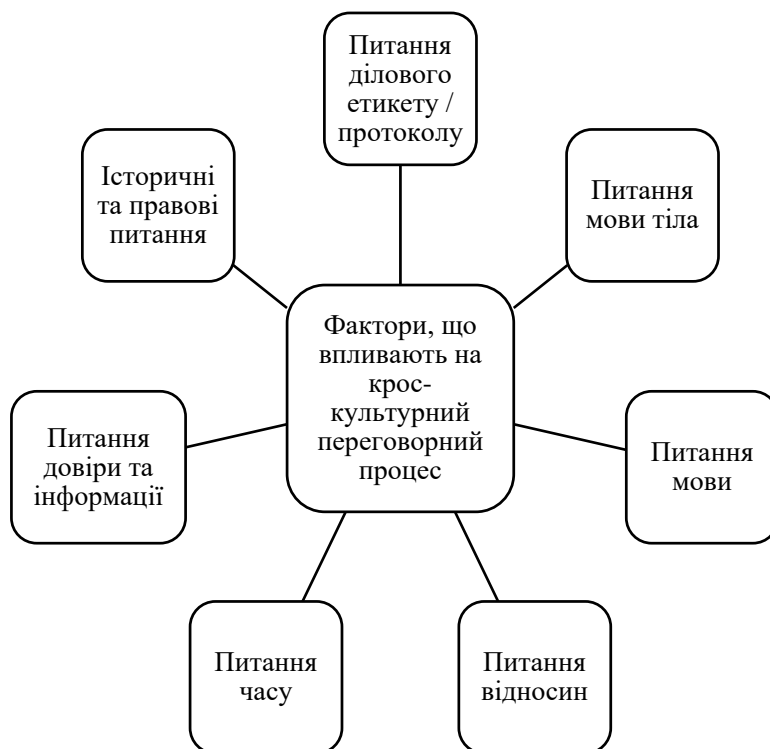 Питання
ділового
етикету /
протоколу
Питання
мови тіла
Питання
мови
Питання
відносин
Питання
часу
Питання
довіри та
інформації
Історичні
та правові
питання
Фактори, що
впливають на
крос-
культурний
переговорний
процес